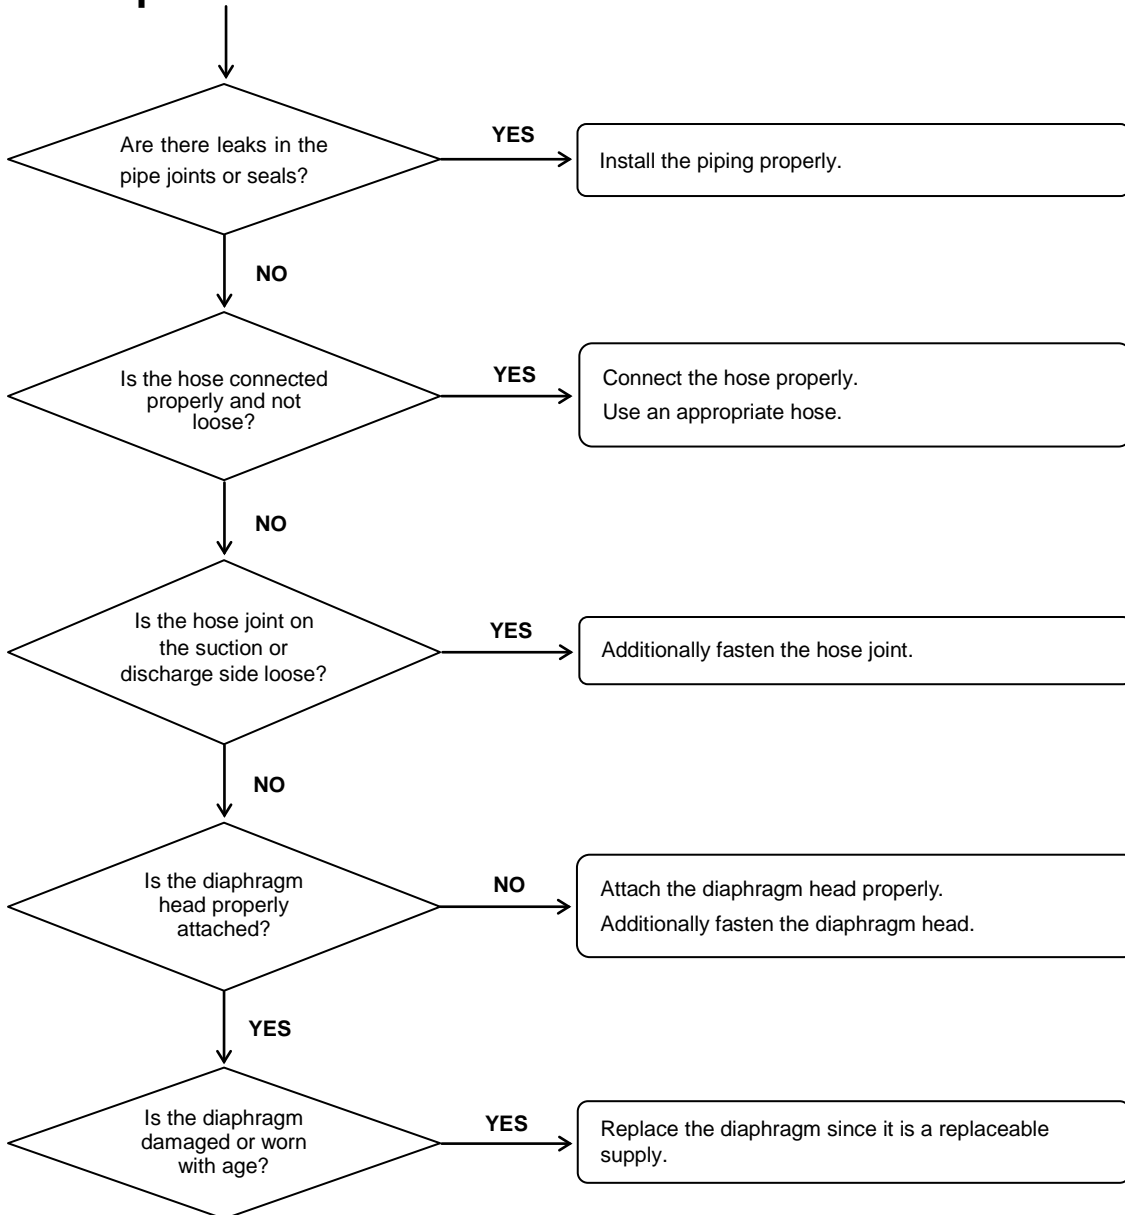 Are there leaks in the
pipe joints or seals?
YES
Install the piping properly.
NO
Is the hose connected
properly and not
loose?
YES
Connect the hose properly.
Use an appropriate hose.
NO
Is the hose joint on
the suction or
discharge side loose?
YES
Additionally fasten the hose joint.
NO
Is the diaphragm
head properly
attached?
NO
Attach the diaphragm head properly.
Additionally fasten the diaphragm head.
YES
Is the diaphragm
damaged or worn
with age?
YES
Replace the diaphragm since it is a replaceable
supply.